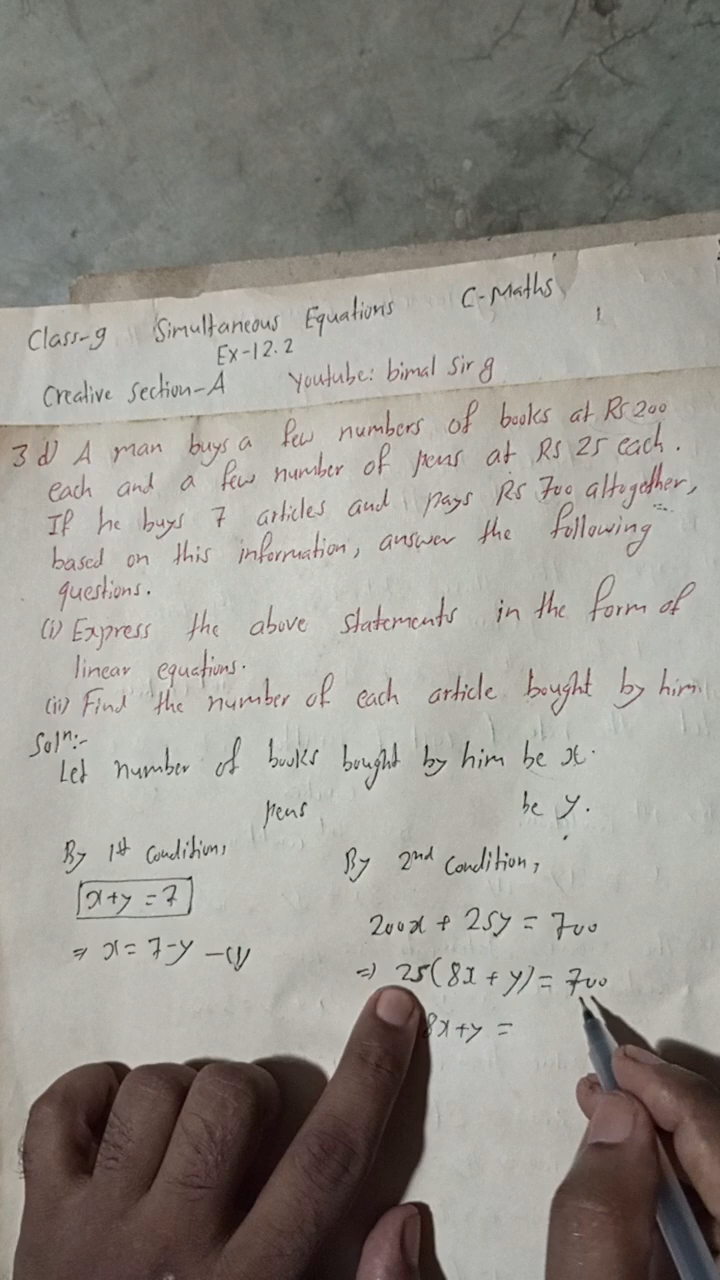 Class-9 Simultaneous Equations C-Maths
Ex-12.2
Creative Section-A Youtube: bimal Sir g
3 d) A man buys a few numbers of books at Rs 200
each and a few number of pens at Rs 25 each.
If he buys 7 articles and pays Rs 700 altogether,
based on this information, answer the following
questions.
(i) Express the above statements in the form of
linear equations.
(ii) Find the number of each article bought by him.
Solⁿ:-
Let number of books bought by him be x.
pens be y.
By 1st Condition,
x+y = 7
⇒ x = 7-y -(1)
By 2nd Condition,
200x + 25y = 700
⇒ 25(8x + y) = 700
8x+y =